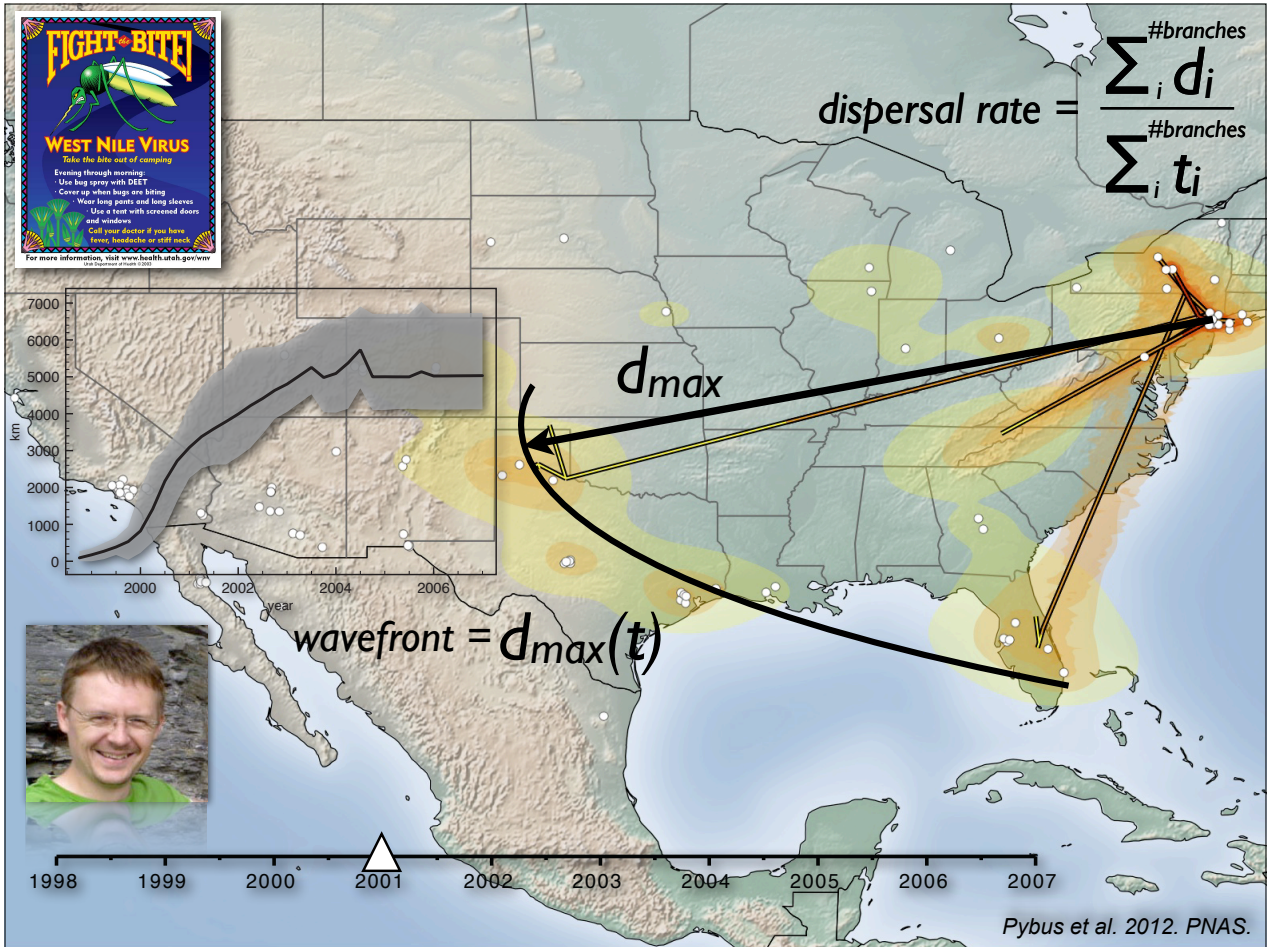 FIGHT the BITE!
WEST NILE VIRUS
Take the bite out of camping
Evening through morning:
· Use bug spray with DEET
· Cover up when bugs are biting
· Wear long pants and long sleeves
· Use a tent with screened doors
and windows
Call your doctor if you have
fever, headache or stiff neck
For more information, visit www.health.utah.gov/wnv
Utah Department of Health © 2003
dispersal rate = Σ i #branches d i / Σ i #branches t i
7000
6000
5000
4000
3000
2000
1000
0
km
2000
2002
2004
2006
year
dmax
wavefront = dmax(t)
1998 1999 2000 2001 2002 2003 2004 2005 2006 2007
Pybus et al. 2012. PNAS.